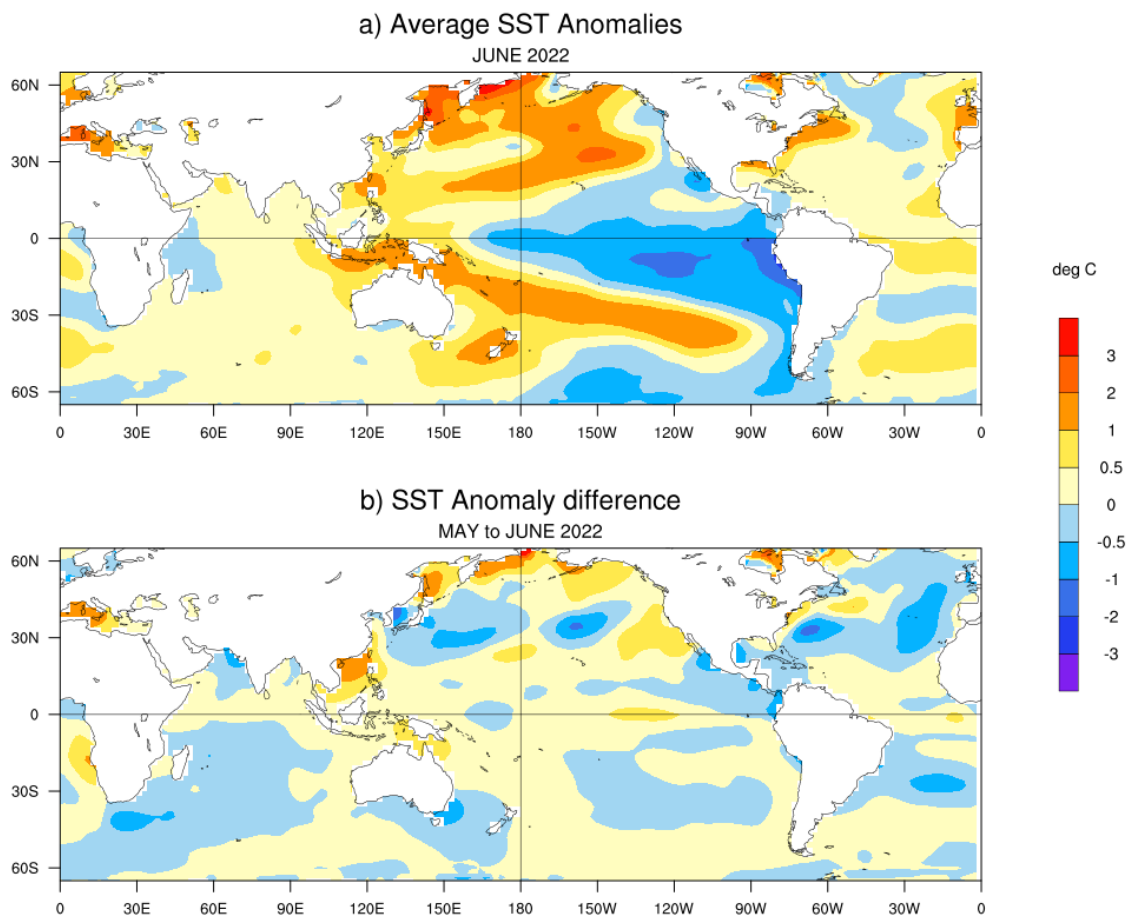 a) Average SST Anomalies
JUNE 2022
60N
30N
0
30S
60S
0 30E 60E 90E 120E 150E 180 150W 120W 90W 60W 30W 0
deg C
3
2
1
0.5
0
-0.5
-1
-2
-3
b) SST Anomaly difference
MAY to JUNE 2022
60N
30N
0
30S
60S
0 30E 60E 90E 120E 150E 180 150W 120W 90W 60W 30W 0